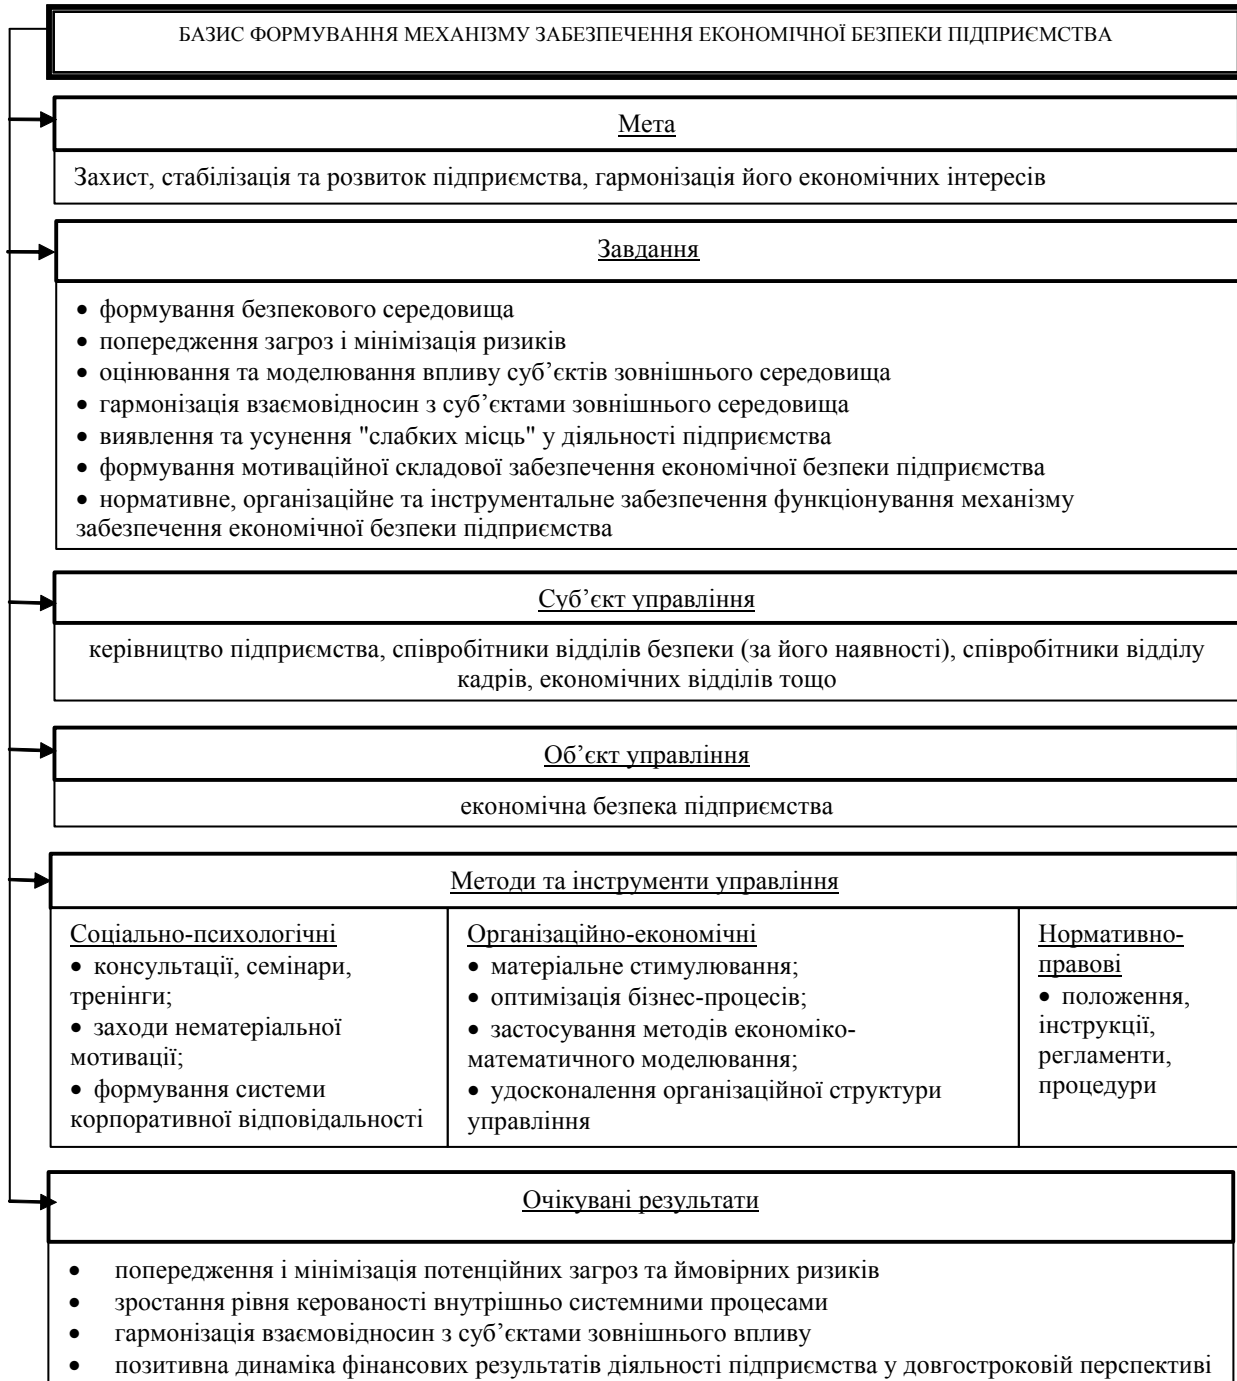 БАЗИС ФОРМУВАННЯ МЕХАНІЗМУ ЗАБЕЗПЕЧЕННЯ ЕКОНОМІЧНОЇ БЕЗПЕКИ ПІДПРИЄМСТВА
Мета
Захист, стабілізація та розвиток підприємства, гармонізація його економічних інтересів
Завдання
• формування безпекового середовища
• попередження загроз і мінімізація ризиків
• оцінювання та моделювання впливу суб’єктів зовнішнього середовища
• гармонізація взаємовідносин з суб’єктами зовнішнього середовища
• виявлення та усунення "слабких місць" у діяльності підприємства
• формування мотиваційної складової забезпечення економічної безпеки підприємства
• нормативне, організаційне та інструментальне забезпечення функціонування механізму
забезпечення економічної безпеки підприємства
Суб’єкт управління
керівництво підприємства, співробітники відділів безпеки (за його наявності), співробітники відділу
кадрів, економічних відділів тощо
Об’єкт управління
економічна безпека підприємства
Методи та інструменти управління
Соціально-психологічні
• консультації, семінари,
тренінги;
• заходи нематеріальної
мотивації;
• формування системи
корпоративної відповідальності
Організаційно-економічні
• матеріальне стимулювання;
• оптимізація бізнес-процесів;
• застосування методів економіко-
математичного моделювання;
• удосконалення організаційної структури
управління
Нормативно-
правові
• положення,
інструкції,
регламенти,
процедури
Очікувані результати
• попередження і мінімізація потенційних загроз та ймовірних ризиків
• зростання рівня керованості внутрішньо системними процесами
• гармонізація взаємовідносин з суб’єктами зовнішнього впливу
• позитивна динаміка фінансових результатів діяльності підприємства у довгостроковій перспективі